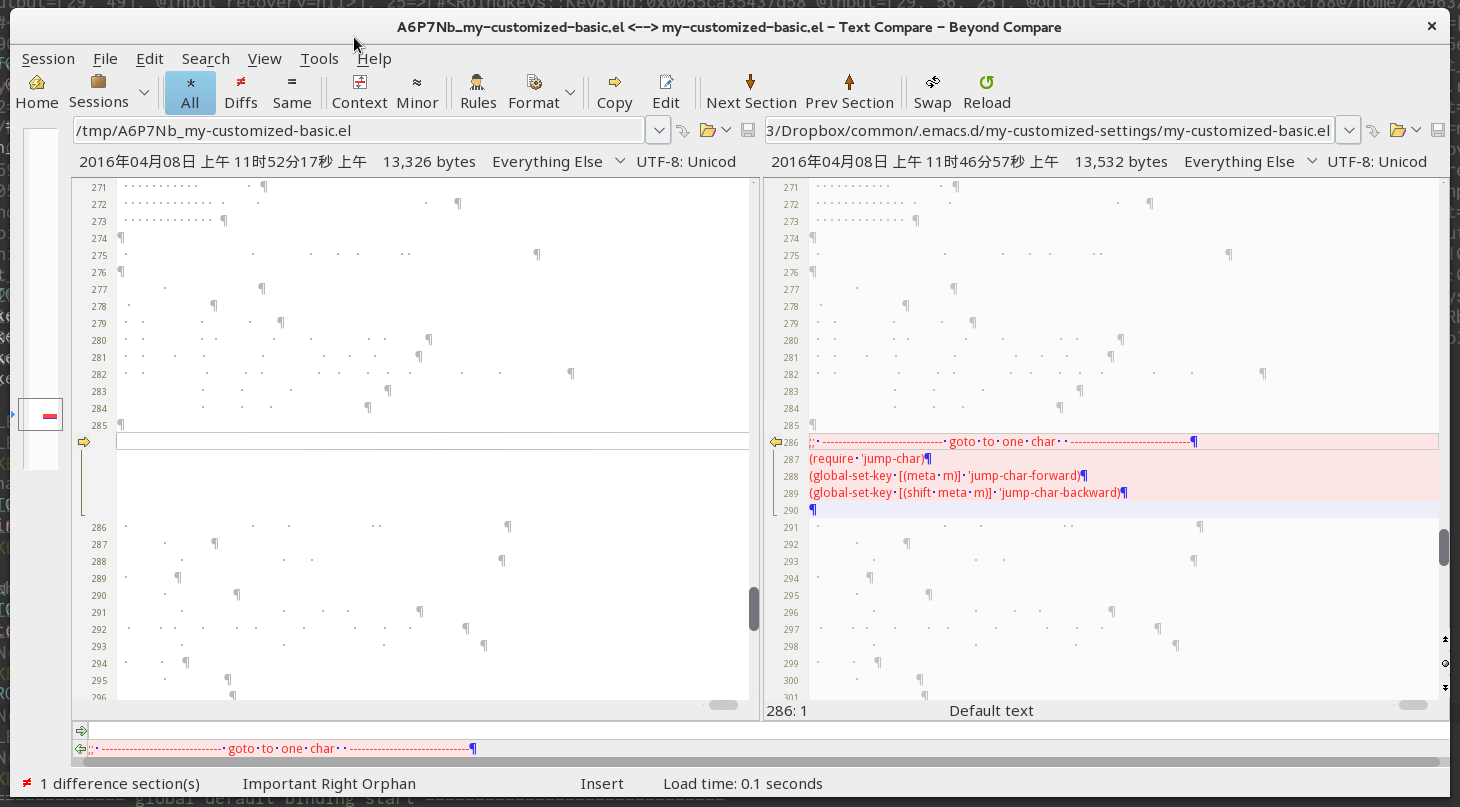 A6P7Nb_my-customized-basic.el <--> my-customized-basic.el - Text Compare - Beyond Compare
Session File Edit Search View Tools Help
Home Sessions All Diffs Same Context Minor Rules Format Copy Edit Next Section Prev Section Swap Reload
/tmp/A6P7Nb_my-customized-basic.el
3/Dropbox/common/.emacs.d/my-customized-settings/my-customized-basic.el
2016年04月08日 上午 11时52分17秒 上午 13,326 bytes Everything Else UTF-8: Unicod
2016年04月08日 上午 11时46分57秒 上午 13,532 bytes Everything Else UTF-8: Unicod
271 271
272 272
273 273
274 274
275 275
276 276
277 277
278 278
279 279
280 280
281 281
282 282
283 283
284 284
285 285
286 ;;· ------------------------------·goto·to·one·char··------------------------------¶
287 (require·'jump-char)¶
288 (global-set-key·[(meta·m)]·'jump-char-forward)¶
289 (global-set-key·[(shift·meta·m)]·'jump-char-backward)¶
290 ¶
286 291
287 292
288 293
289 294
290 295
291 296
292 297
293 298
294 299
295 300
296 301
286: 1 Default text
;;· ------------------------------·goto·to·one·char··------------------------------¶
1 difference section(s) Important Right Orphan Insert Load time: 0.1 seconds
global default binding start